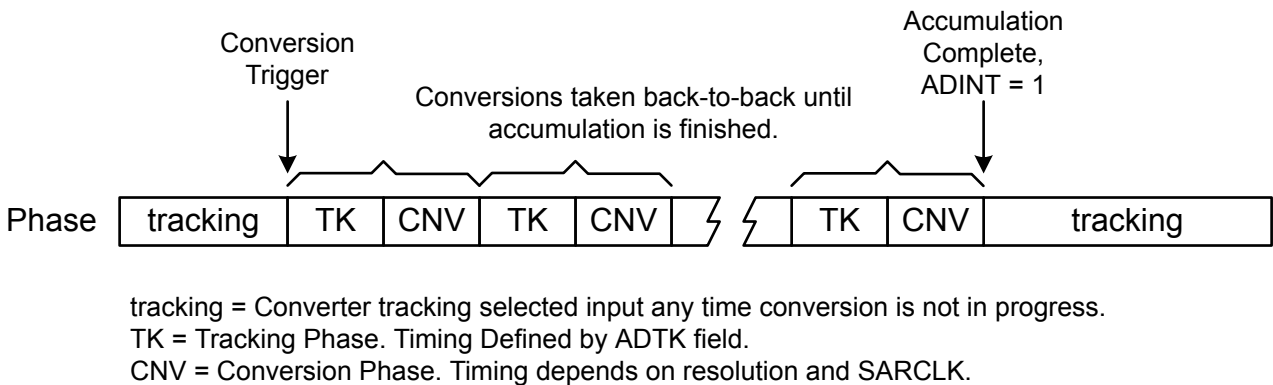 Conversion
Trigger
Accumulation
Complete,
ADINT = 1
Conversions taken back-to-back until
accumulation is finished.
Phase tracking TK CNV TK CNV TK CNV tracking
tracking = Converter tracking selected input any time conversion is not in progress.
TK = Tracking Phase. Timing Defined by ADTK field.
CNV = Conversion Phase. Timing depends on resolution and SARCLK.